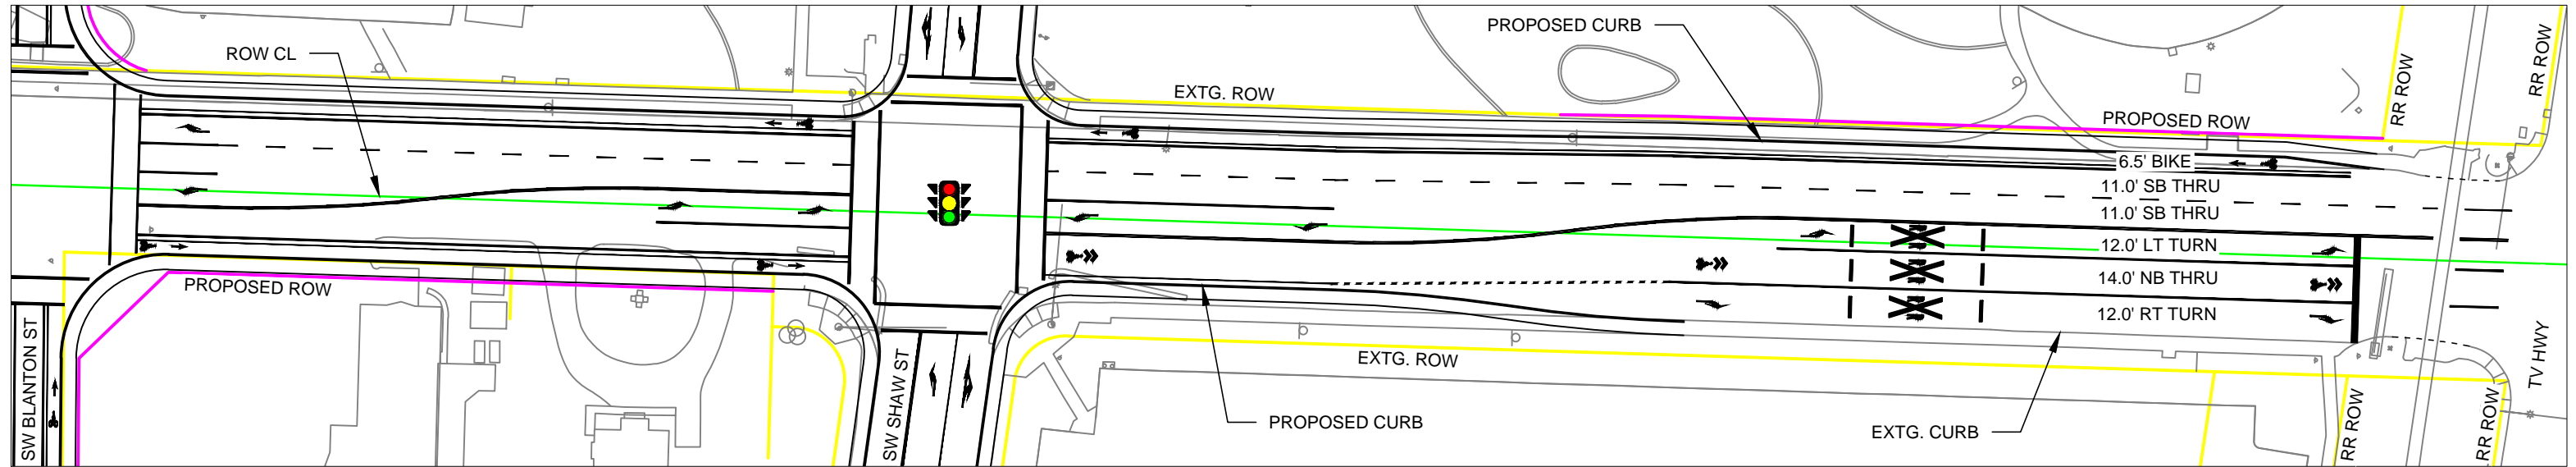 PROPOSED CURB
ROW CL
EXTG. ROW
PROPOSED ROW
RR ROW
RR ROW
6.5' BIKE
11.0' SB THRU
11.0' SB THRU
12.0' LT TURN
14.0' NB THRU
12.0' RT TURN
PROPOSED ROW
SW BLANTON ST
SW SHAW ST
EXTG. ROW
PROPOSED CURB
EXTG. CURB
RR ROW
RR ROW
TV HWY